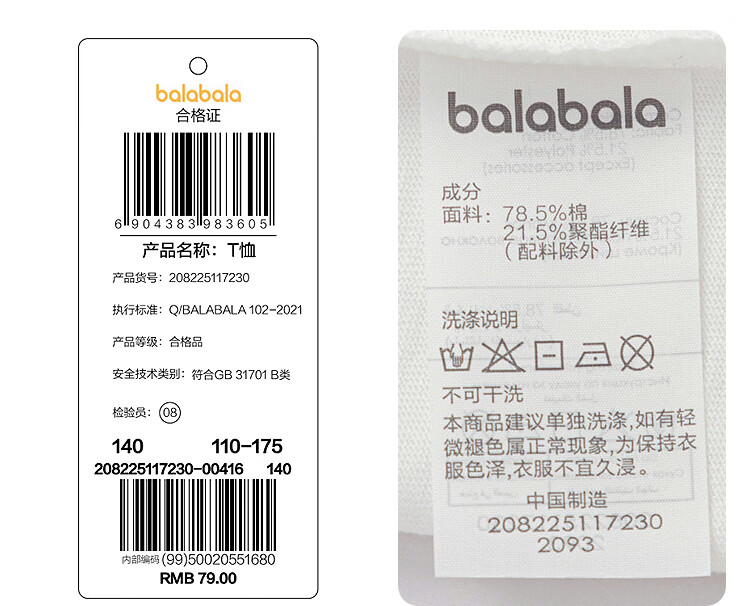 balabala
合格证
6904383983605
产品名称：T恤
产品货号：208225117230
执行标准：Q/BALABALA 102-2021
产品等级：合格品
安全技术类别：符合GB 31701 B类
检验员：08
140 110-175
208225117230-00416 140
内部编码 (99)50020551680
RMB 79.00
balabala
成分
面料：78.5%棉
21.5%聚酯纤维
（配料除外）
洗涤说明
不可干洗
本商品建议单独洗涤,如有轻
微褪色属正常现象,为保持衣
服色泽,衣服不宜久浸。
中国制造
208225117230
2093